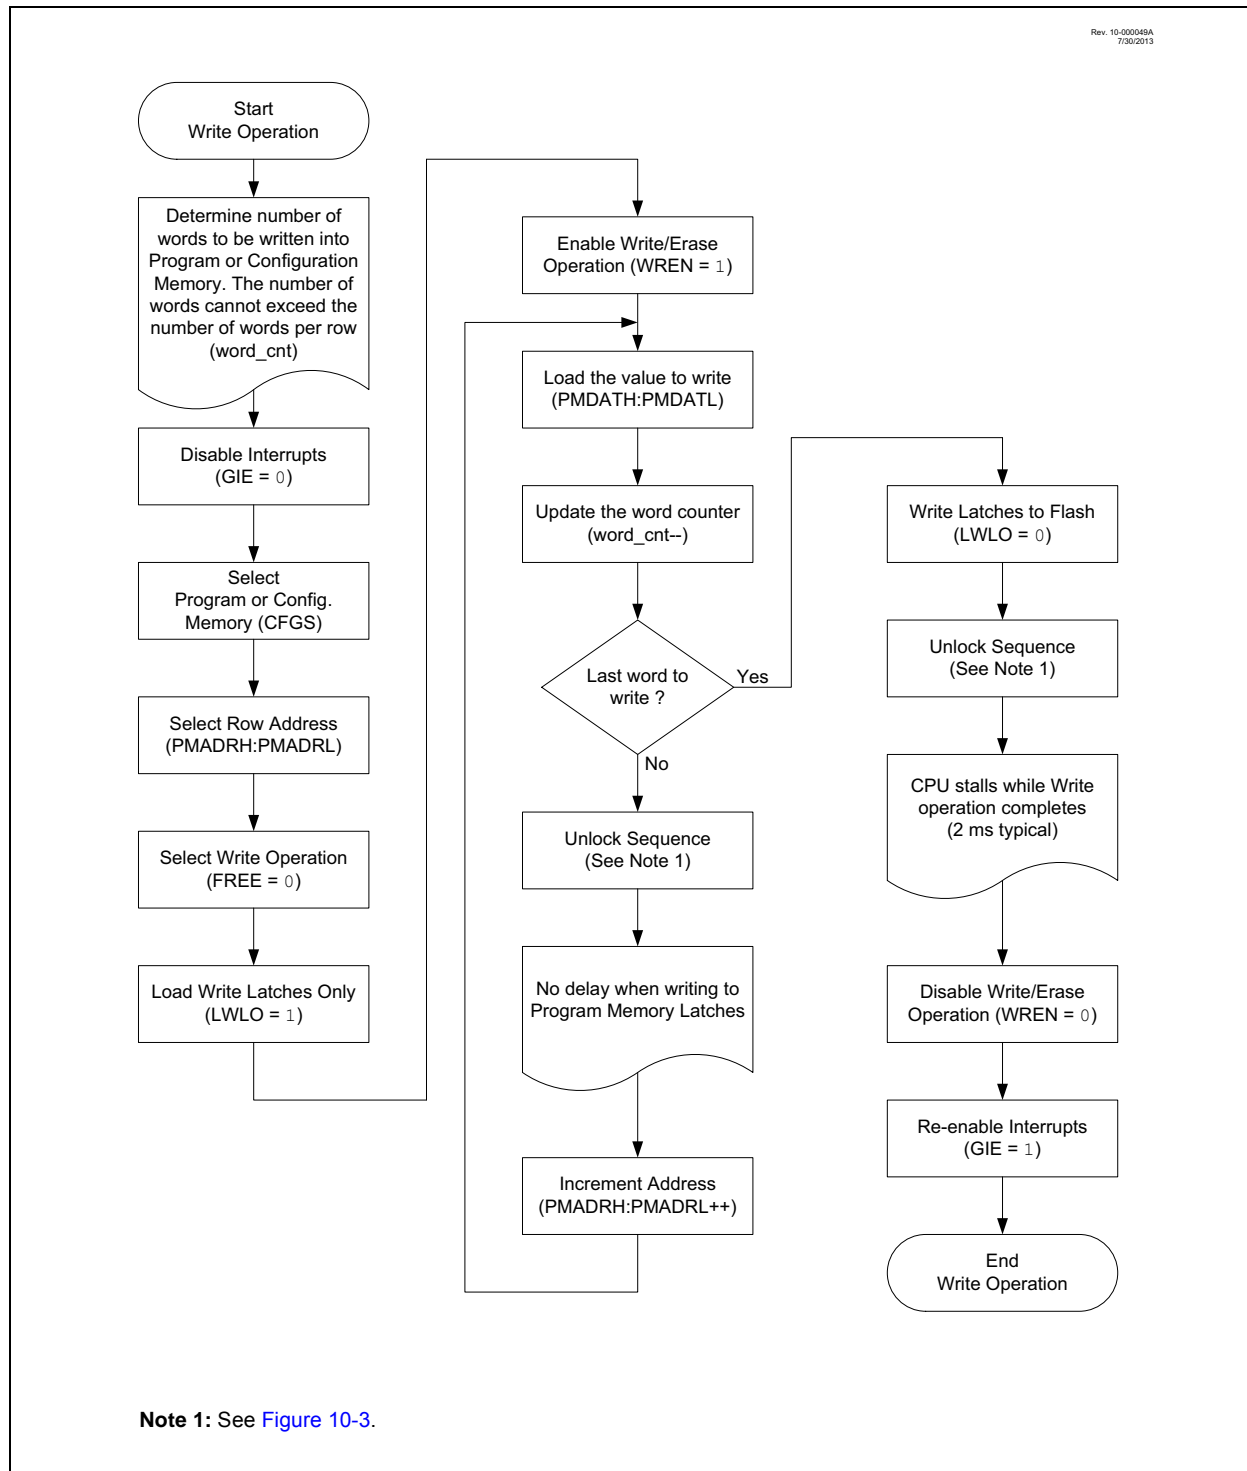 Rev. 10-000049A
7/30/2013
Start
Write Operation
Determine number of
words to be written into
Program or Configuration
Memory. The number of
words cannot exceed the
number of words per row
(word_cnt)
Disable Interrupts
(GIE = 0)
Select
Program or Config.
Memory (CFGS)
Select Row Address
(PMADRH:PMADRL)
Select Write Operation
(FREE = 0)
Load Write Latches Only
(LWLO = 1)
Enable Write/Erase
Operation (WREN = 1)
Load the value to write
(PMDATH:PMDATL)
Update the word counter
(word_cnt--)
Last word to
write ?
Yes
No
Unlock Sequence
(See Note 1)
No delay when writing to
Program Memory Latches
Increment Address
(PMADRH:PMADRL++)
Write Latches to Flash
(LWLO = 0)
Unlock Sequence
(See Note 1)
CPU stalls while Write
operation completes
(2 ms typical)
Disable Write/Erase
Operation (WREN = 0)
Re-enable Interrupts
(GIE = 1)
End
Write Operation
Note 1: See Figure 10-3.